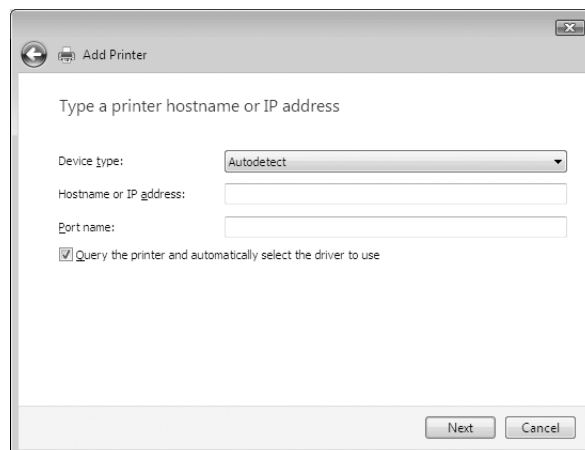 Add Printer
Type a printer hostname or IP address
Device type:
Autodetect
Hostname or IP address:
Port name:
Query the printer and automatically select the driver to use
Next
Cancel